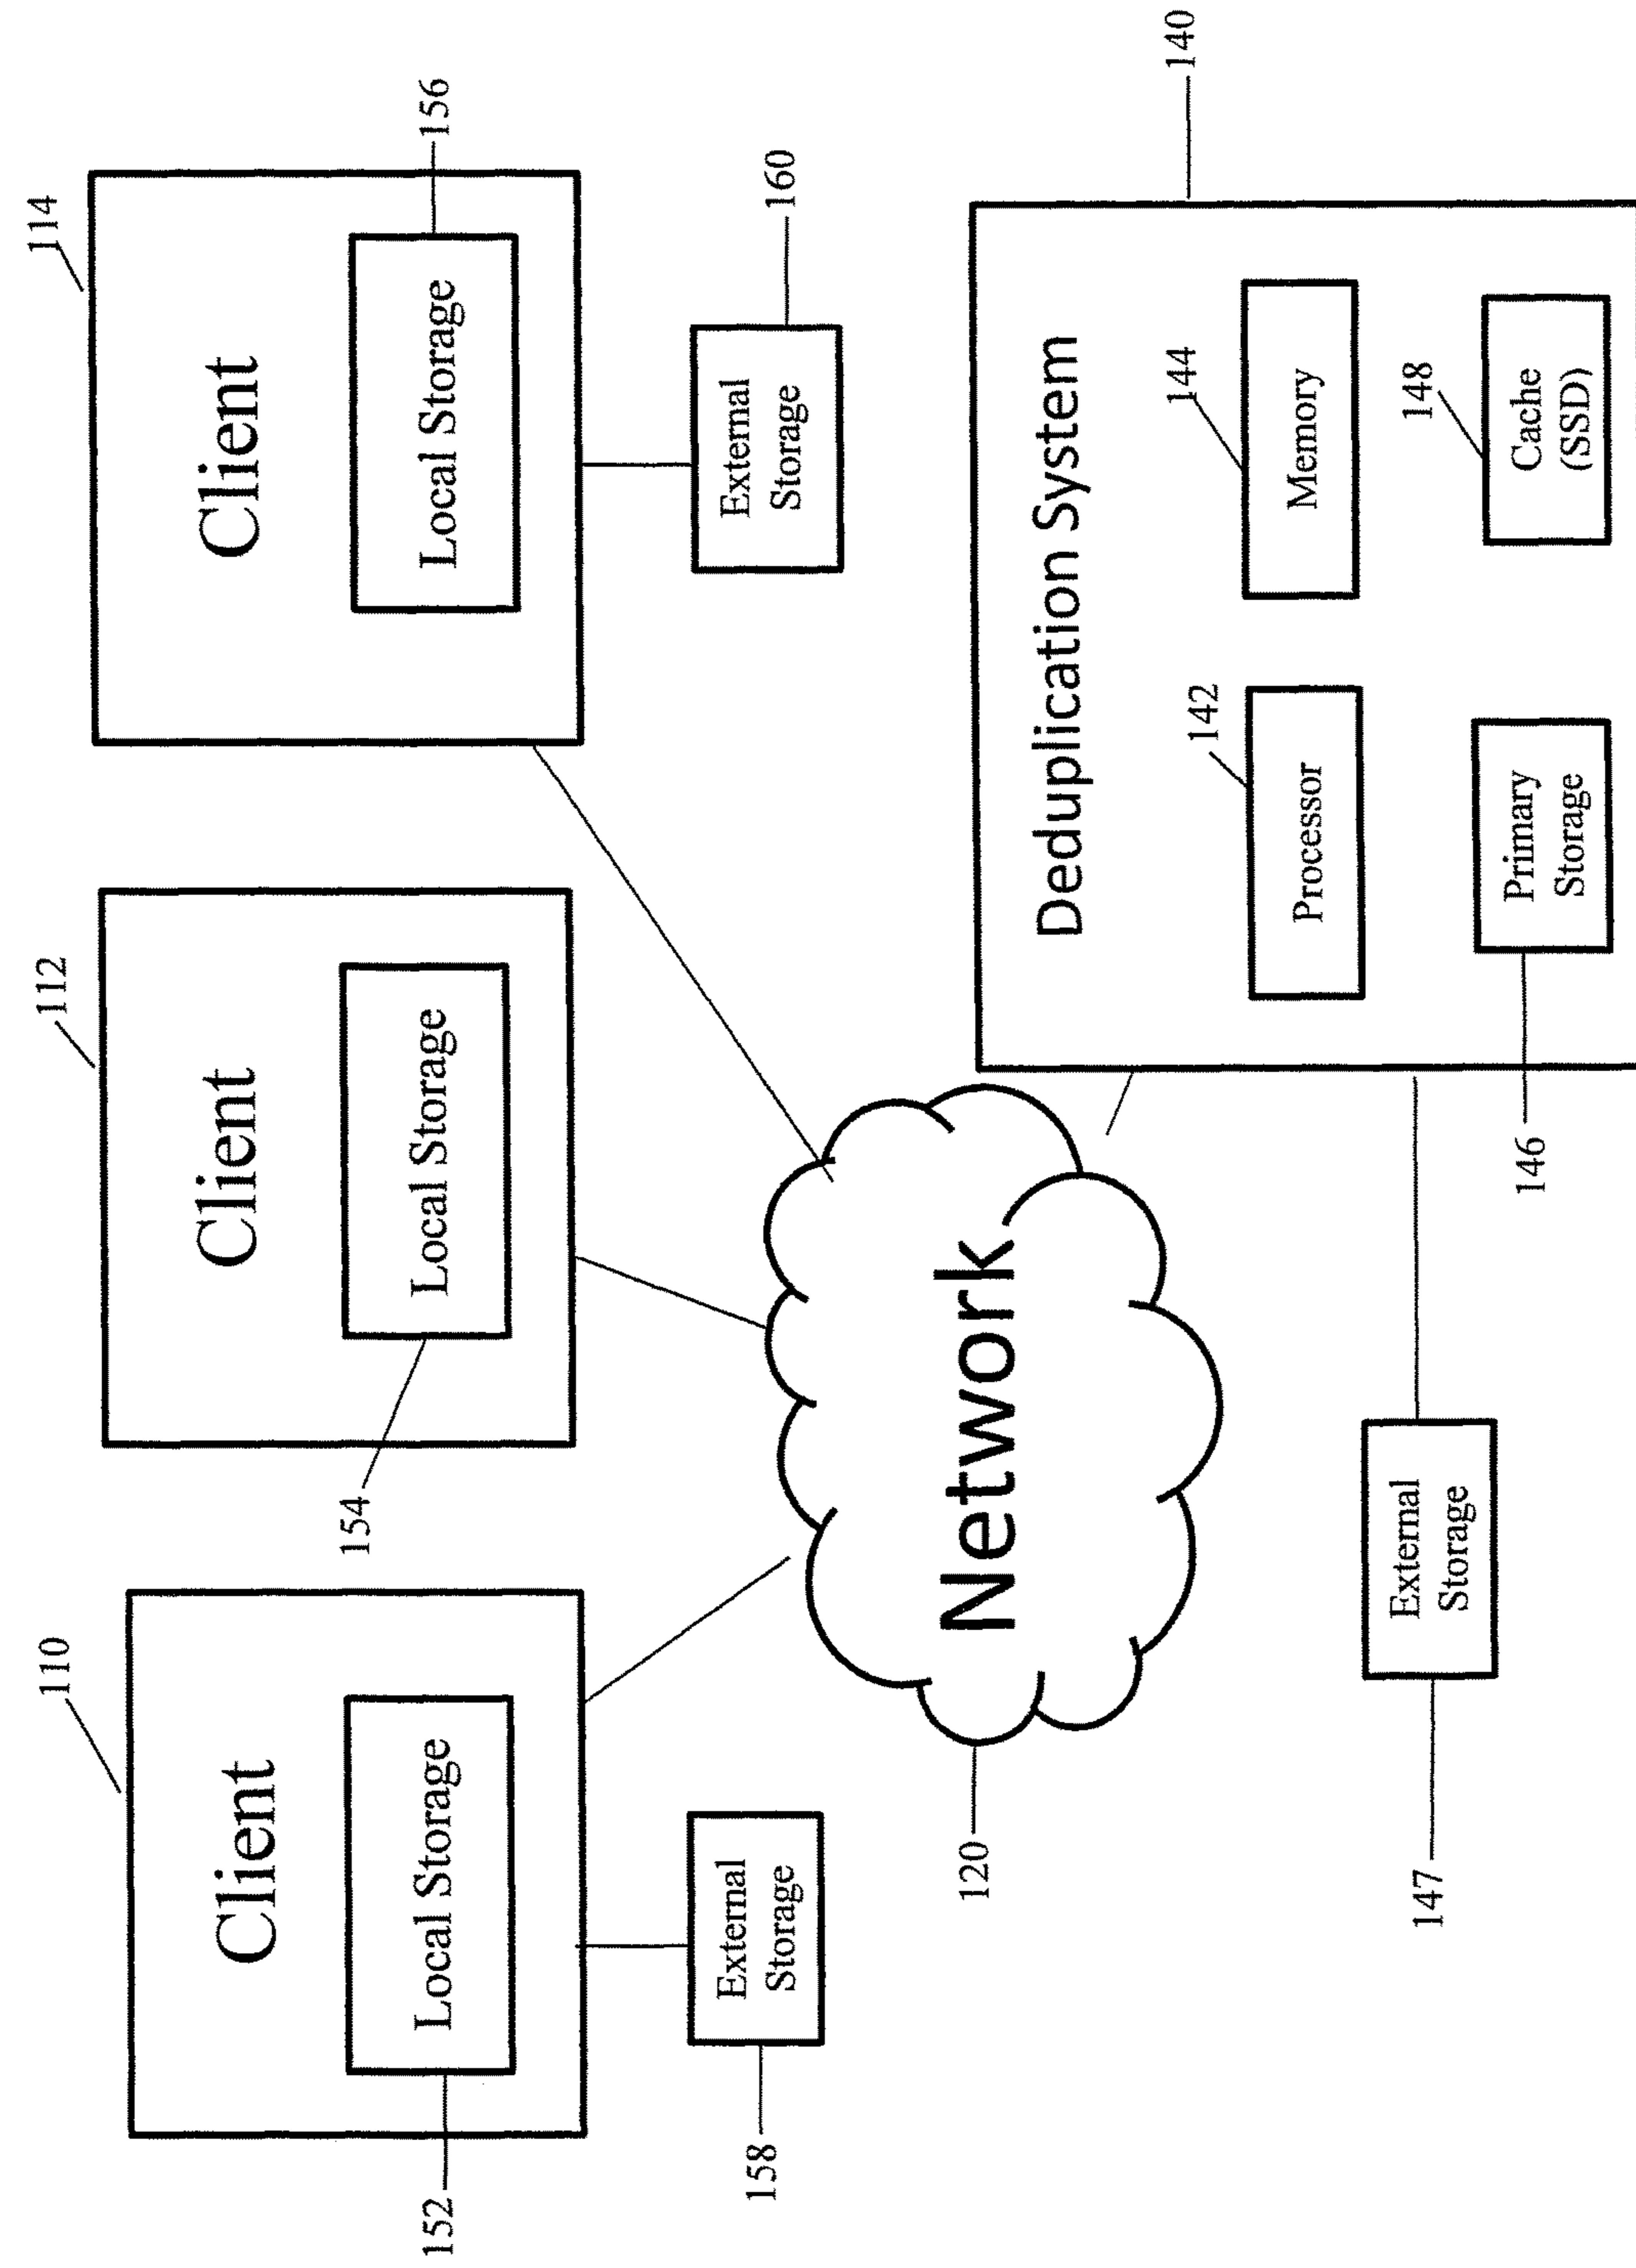 110
112
114
Client
Client
Client
Local Storage
Local Storage
Local Storage
152
154
156
External
Storage
158
External
Storage
160
Network
120
Deduplication System
140
142
Processor
144
Memory
146
Primary
Storage
148
Cache
(SSD)
External
Storage
147